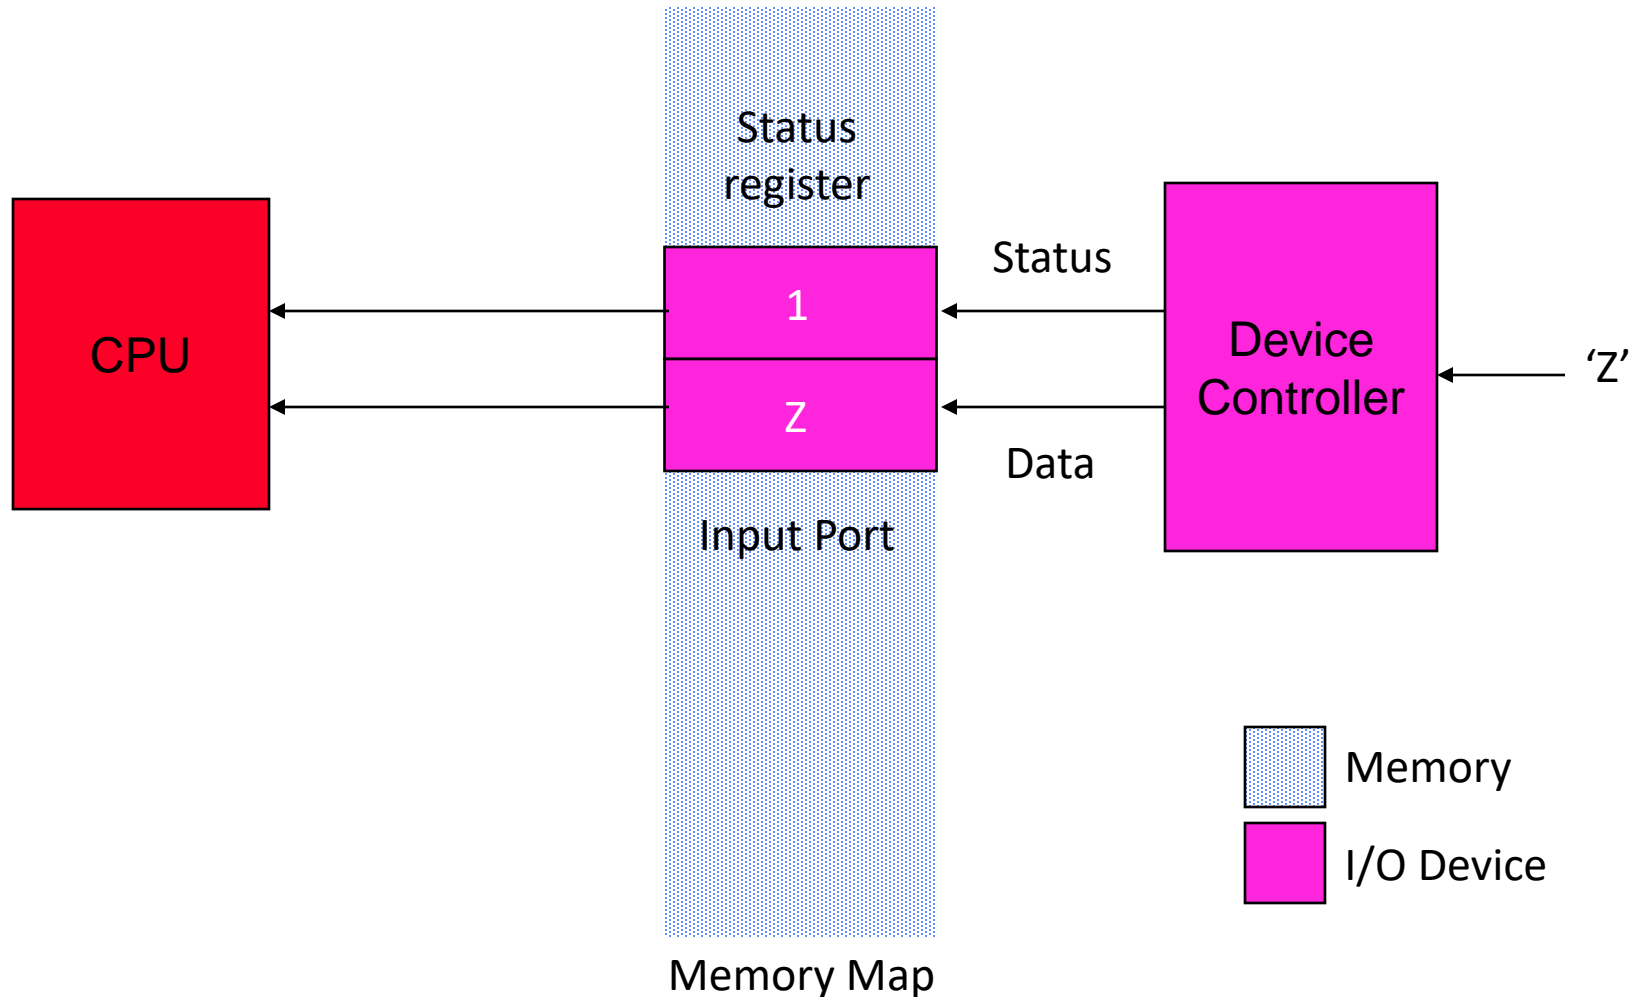 Status
register
CPU
1
Z
Status
Data
Device
Controller
‘Z’
Input Port
Memory
I/O Device
Memory Map